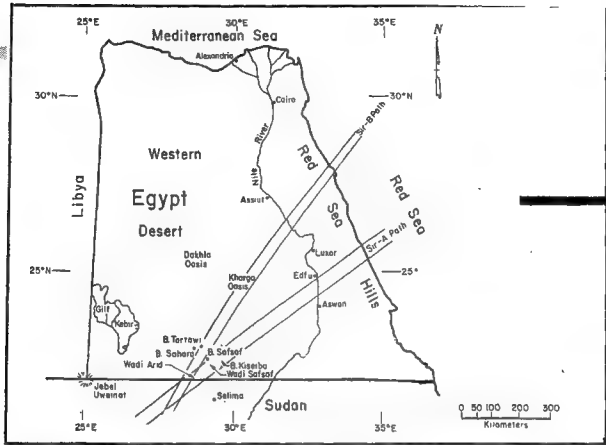 25°E
30°E
35°E
Mediterranean Sea
N
Alexandria
30°N
30°N
Cairo
Sir-B Path
River
Western
Red
Nile
Egypt
Assiut
Sea
Red Sea
Libya
Desert
Dakhla
Oasis
Luxor
Sir-A Path
Kharga
Oasis
Edfu
25°N
25°
Hills
Aswan
Gilf
Kebir
B. Tarfawi
B. Safsaf
B. Sahara
B. Kiserba
Wadi Arid
Wadi Safsaf
Jebel
Uweinat
Selima
Sudan
25°E
30°E
35°E
0 50 100 200 300
Kilometers